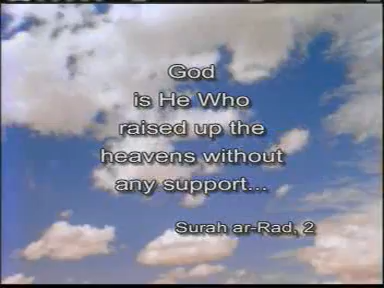 God
is He Who
raised up the
heavens without
any support...
Surah ar-Rad, 2